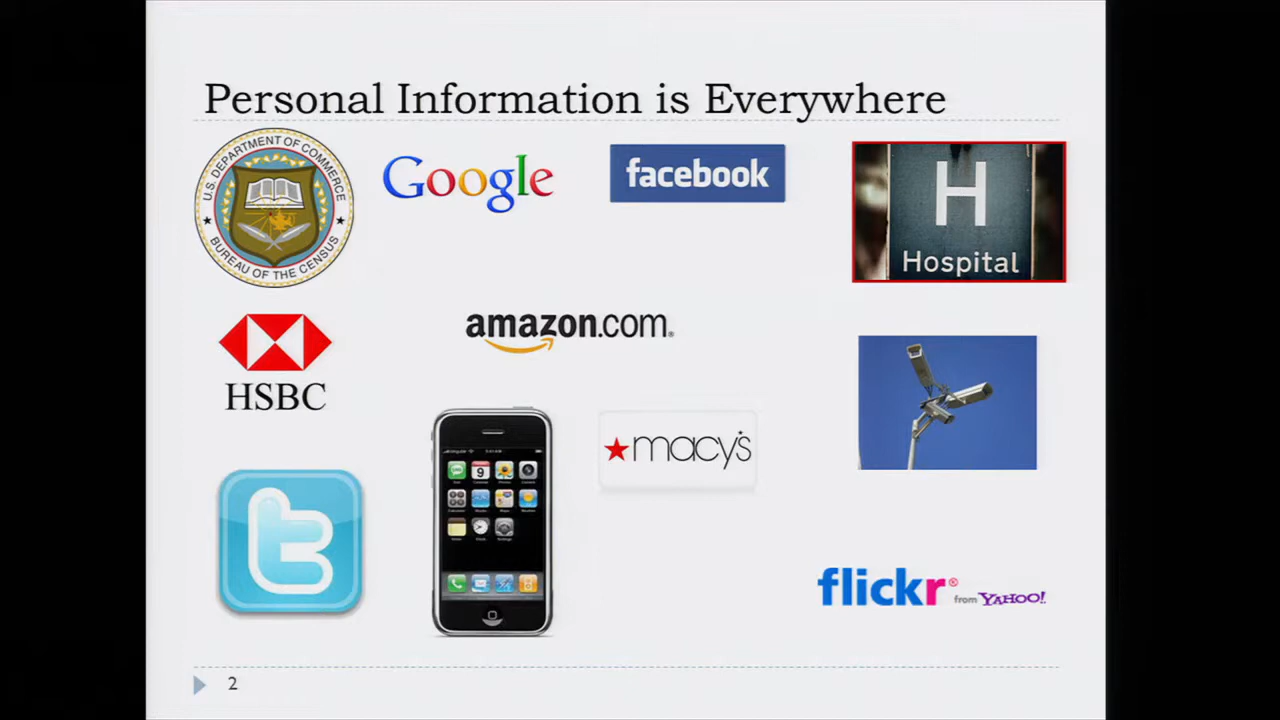 Personal Information is Everywhere
U.S. DEPARTMENT OF COMMERCE
BUREAU OF THE CENSUS
Google
facebook
H
Hospital
HSBC
amazon.com®
macy's
t
9
flickr® from YAHOO!
2